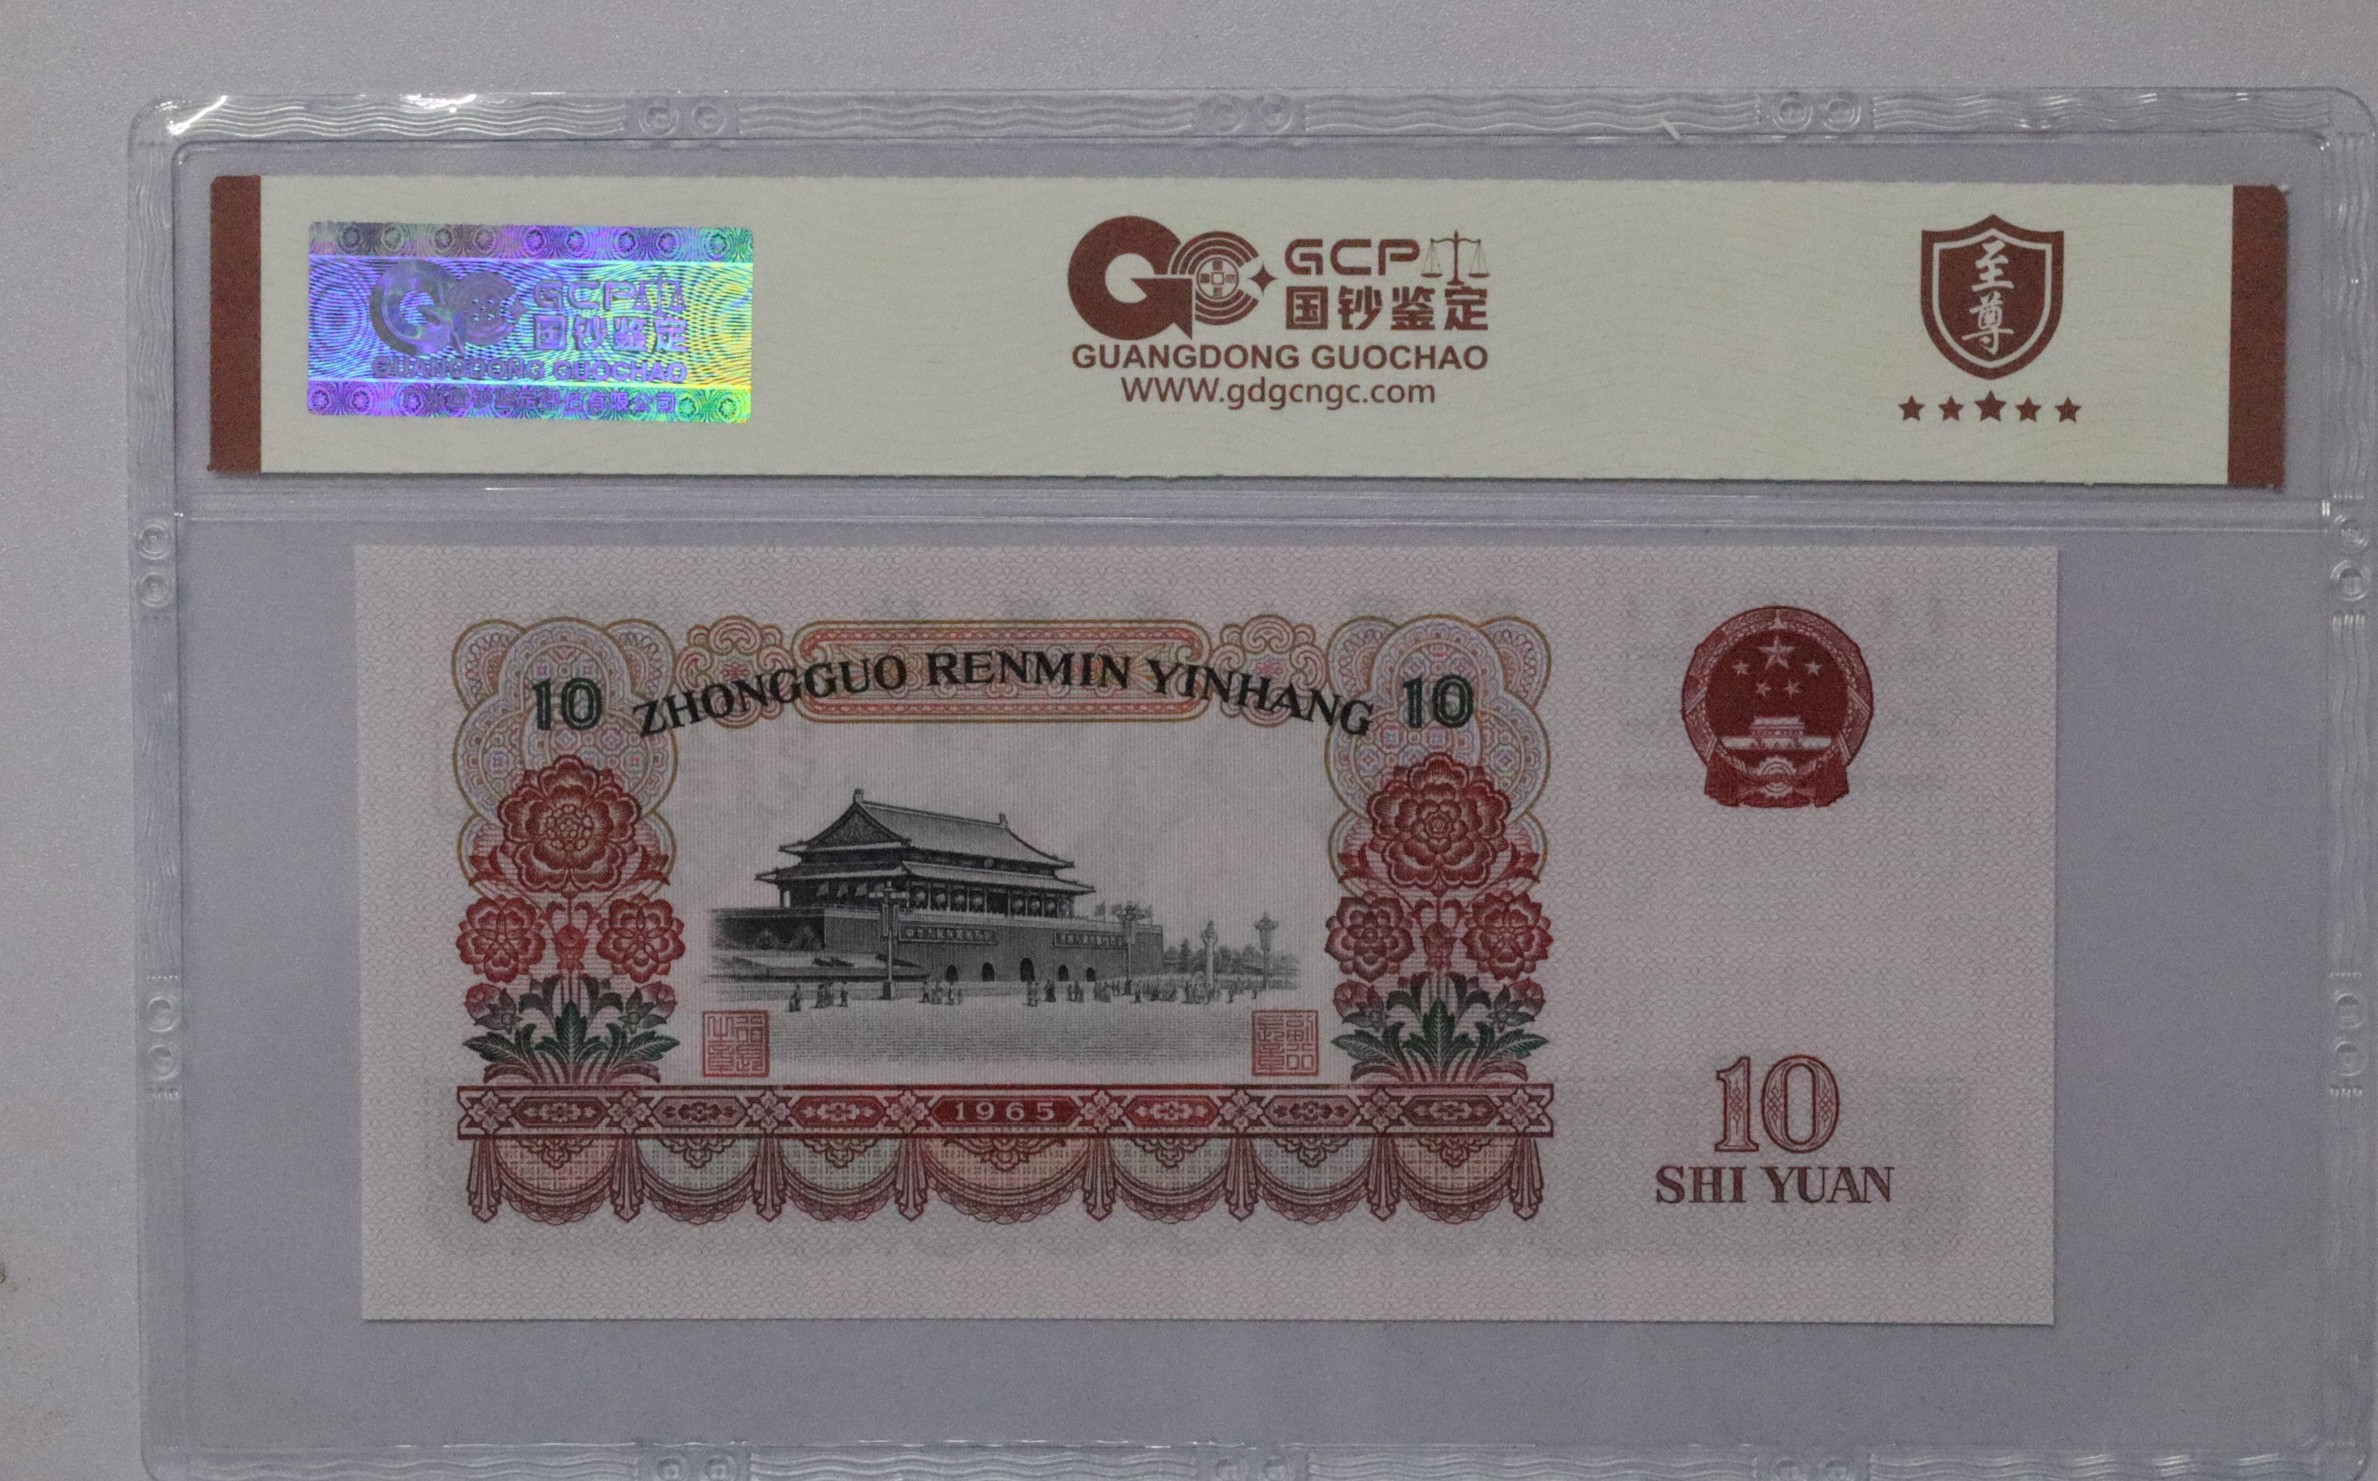 GCP
国钞鉴定
GUANGDONG GUOCHAO
GCP
国钞鉴定
GUANGDONG GUOCHAO
WWW.gdgcngc.com
至尊
10 ZHONGGUO RENMIN YINHANG 10
1965
10
SHI YUAN